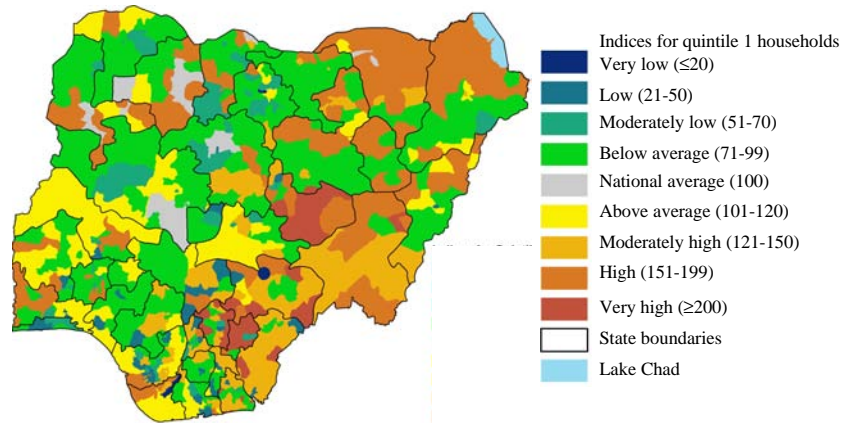 Indices for quintile 1 households
Very low (≤20)
Low (21-50)
Moderately low (51-70)
Below average (71-99)
National average (100)
Above average (101-120)
Moderately high (121-150)
High (151-199)
Very high (≥200)
State boundaries
Lake Chad